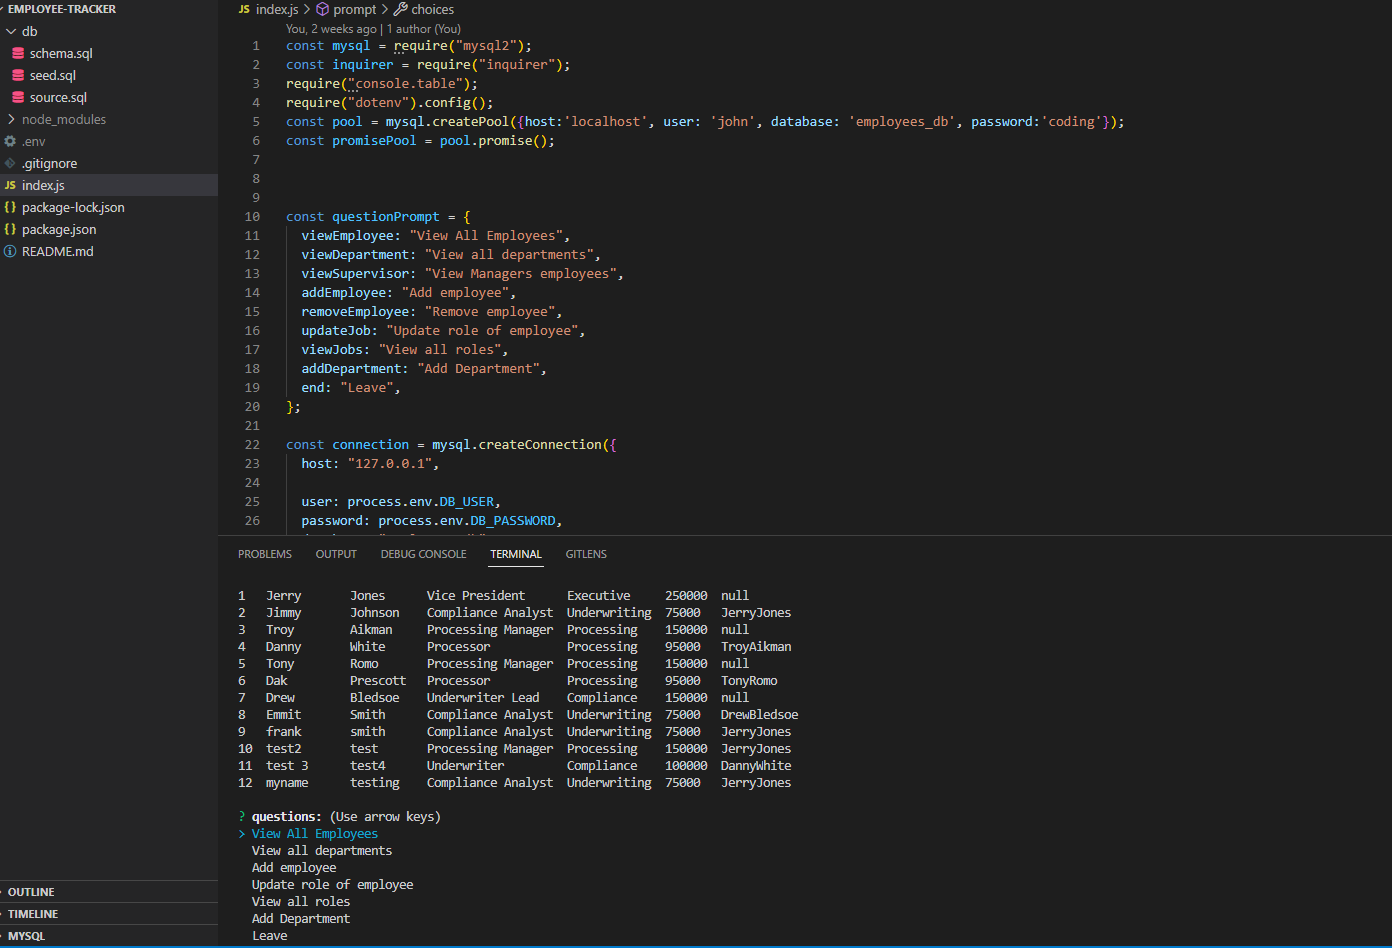 EMPLOYEE-TRACKER
db
schema.sql
seed.sql
source.sql
node_modules
.env
.gitignore
JS index.js
{} package-lock.json
{} package.json
README.md
OUTLINE
TIMELINE
MYSQL
JS index.js > prompt > choices
You, 2 weeks ago | 1 author (You)
1 const mysql = require("mysql2");
2 const inquirer = require("inquirer");
3 require("console.table");
4 require("dotenv").config();
5 const pool = mysql.createPool({host:'localhost', user: 'john', database: 'employees_db', password:'coding'});
6 const promisePool = pool.promise();
7
8
9
10 const questionPrompt = {
11 viewEmployee: "View All Employees",
12 viewDepartment: "View all departments",
13 viewSupervisor: "View Managers employees",
14 addEmployee: "Add employee",
15 removeEmployee: "Remove employee",
16 updateJob: "Update role of employee",
17 viewJobs: "View all roles",
18 addDepartment: "Add Department",
19 end: "Leave",
20 };
21
22 const connection = mysql.createConnection({
23 host: "127.0.0.1",
24
25 user: process.env.DB_USER,
26 password: process.env.DB_PASSWORD,
PROBLEMS OUTPUT DEBUG CONSOLE TERMINAL GITLENS
1 Jerry Jones Vice President Executive 250000 null
2 Jimmy Johnson Compliance Analyst Underwriting 75000 JerryJones
3 Troy Aikman Processing Manager Processing 150000 null
4 Danny White Processor Processing 95000 TroyAikman
5 Tony Romo Processing Manager Processing 150000 null
6 Dak Prescott Processor Processing 95000 TonyRomo
7 Drew Bledsoe Underwriter Lead Compliance 150000 null
8 Emmit Smith Compliance Analyst Underwriting 75000 DrewBledsoe
9 frank smith Compliance Analyst Underwriting 75000 JerryJones
10 test2 test Processing Manager Processing 150000 JerryJones
11 test 3 test4 Underwriter Compliance 100000 DannyWhite
12 myname testing Compliance Analyst Underwriting 75000 JerryJones
? questions: (Use arrow keys)
> View All Employees
View all departments
Add employee
Update role of employee
View all roles
Add Department
Leave